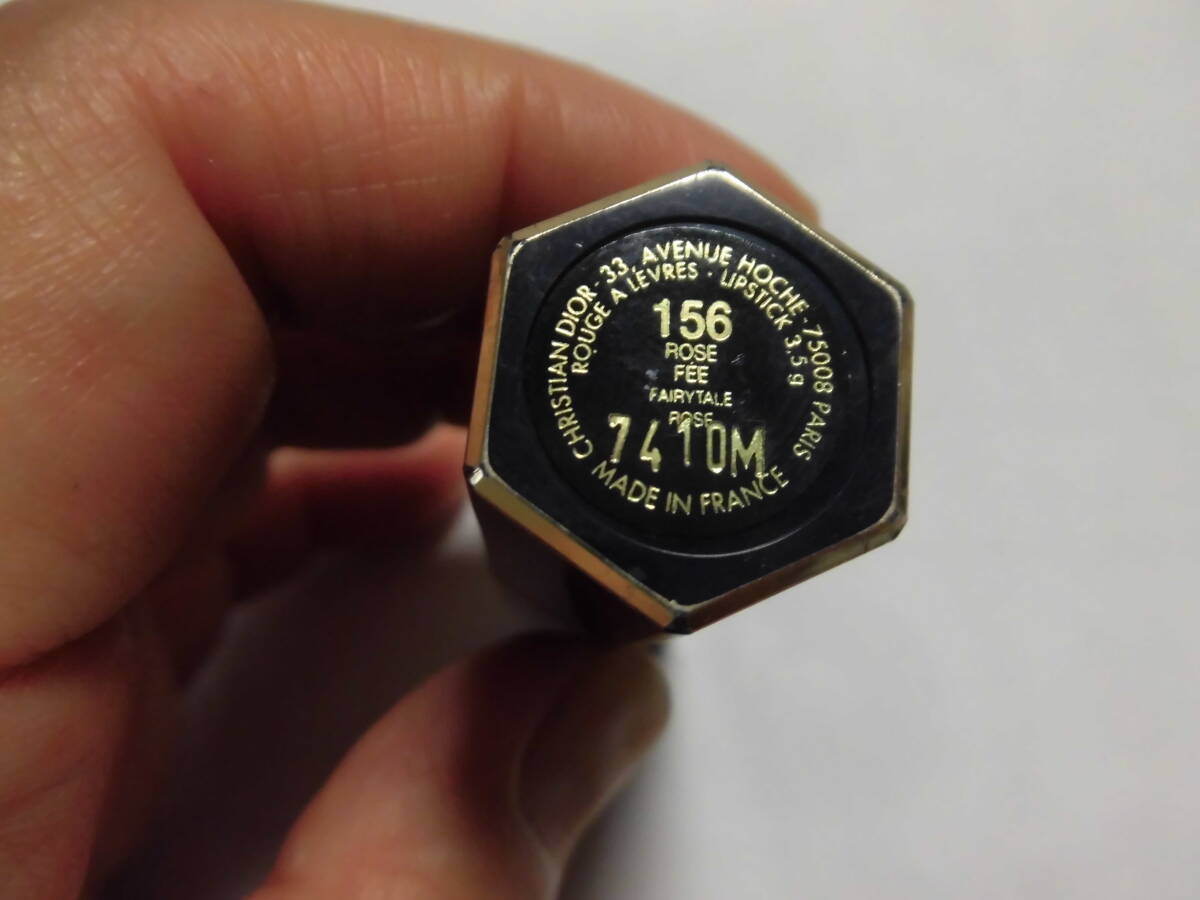 CHRISTIAN DIOR · 33, AVENUE HOCHE · 75008 PARIS
ROUGE A LÈVRES · LIPSTICK 3.5 g
156
ROSE
FÉE
FAIRYTALE
ROSE
7410M
MADE IN FRANCE